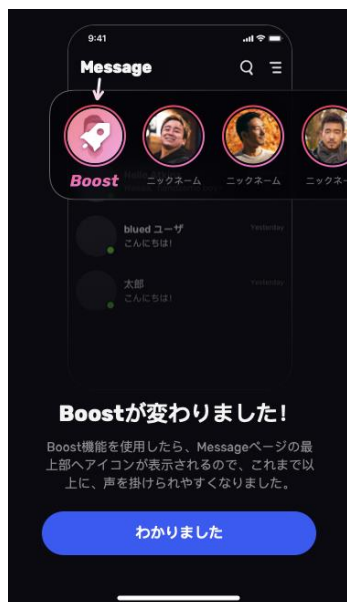 9:41
Message
Boost
ニックネーム
ニックネーム
ニックネー
blued ユーザ
Yesterday
こんにちは!
太郎
Yesterday
こんにちは!
Boostが変わりました!
Boost機能を使用したら、Messageページの最
上部へアイコンが表示されるので、これまで以
上に、声を掛けられやすくなりました。
わかりました